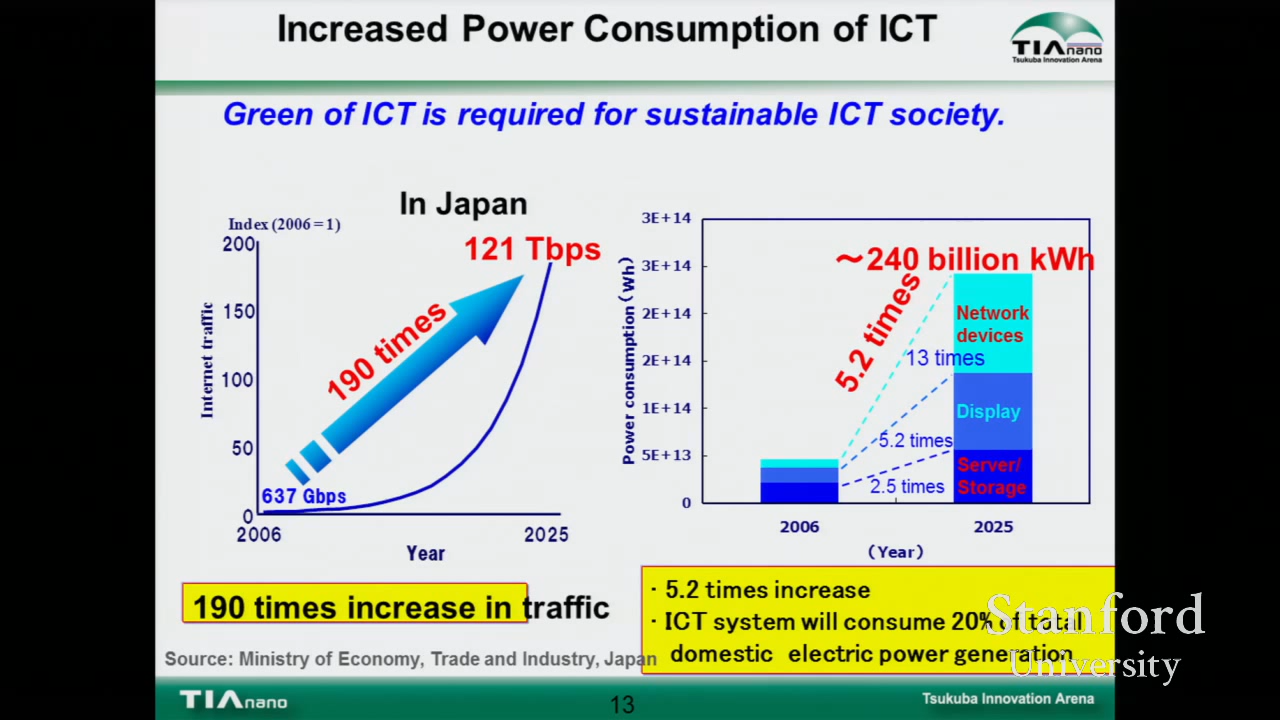 Increased Power Consumption of ICT
TIA nano
Tsukuba Innovation Arena
Green of ICT is required for sustainable ICT society.
In Japan
Index (2006 = 1)
121 Tbps
190 times
637 Gbps
200
150
100
50
0
Internet traffic
2006
2025
Year
3E+14
3E+14
2E+14
2E+14
1E+14
5E+13
0
Power consumption (Wh)
~240 billion kWh
5.2 times
Network
devices
13 times
Display
5.2 times
Server/
Storage
2.5 times
2006
2025
(Year)
190 times increase in traffic
· 5.2 times increase
· ICT system will consume 20% of total
domestic electric power generation
Stanford
University
Source: Ministry of Economy, Trade and Industry, Japan
TIA nano
13
Tsukuba Innovation Arena